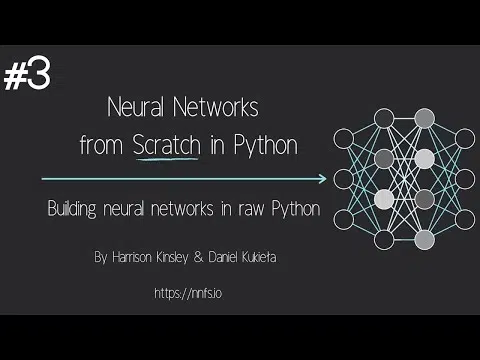 #3
Neural Networks
from Scratch in Python
Building neural networks in raw Python
By Harrison Kinsley & Daniel Kukieła
https://nnfs.io